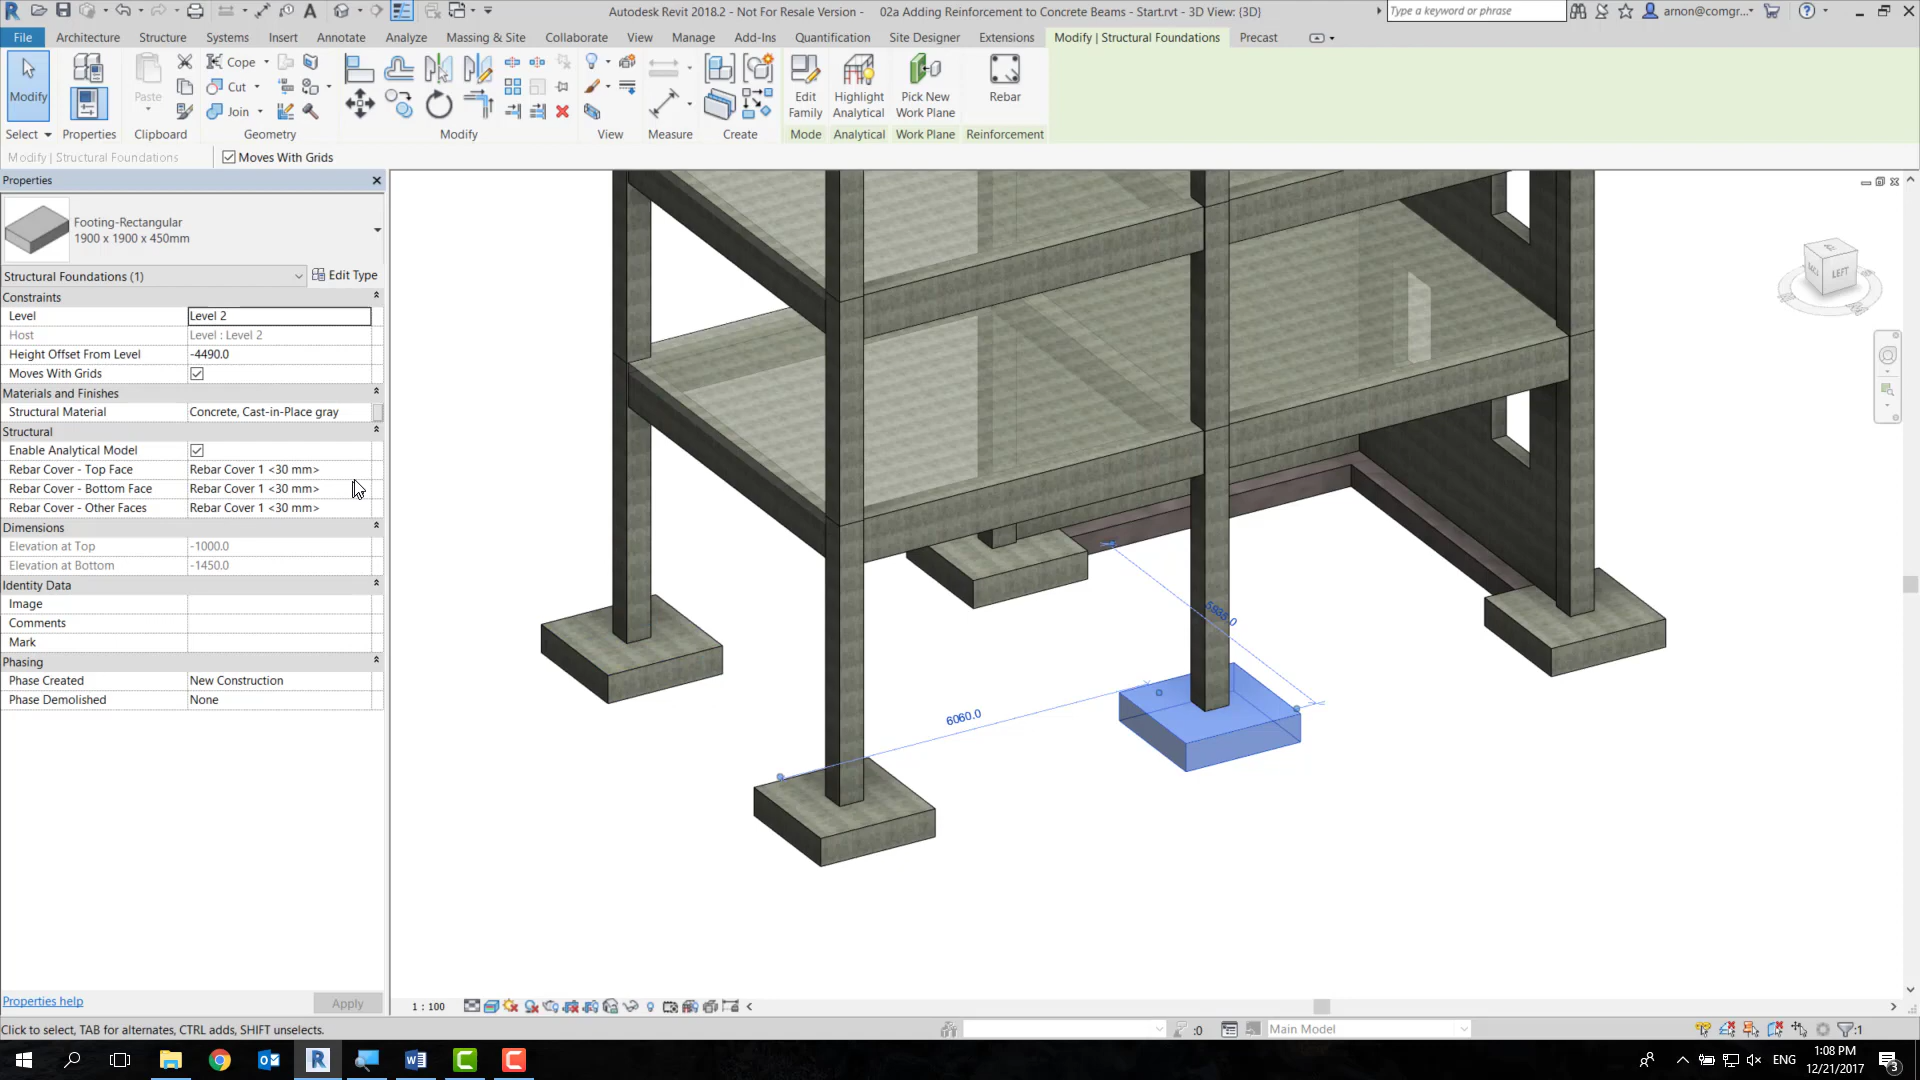 Autodesk Revit 2018.2 - Not For Resale Version - 02a Adding Reinforcement to Concrete Beams - Start.rvt - 3D View: {3D}
Type a keyword or phrase
arnon@comgr...
File Architecture Structure Systems Insert Annotate Analyze Massing & Site Collaborate View Manage Add-Ins Quantification Site Designer Extensions Modify | Structural Foundations Precast
Modify
Paste
Cope
Cut
Join
Edit Family
Highlight Analytical
Pick New Work Plane
Rebar
Select Properties Clipboard Geometry Modify View Measure Create Mode Analytical Work Plane Reinforcement
Modify | Structural Foundations
Moves With Grids
Properties
Footing-Rectangular
1900 x 1900 x 450mm
Structural Foundations (1)
Edit Type
Constraints
Level Level 2
Host Level : Level 2
Height Offset From Level -4490.0
Moves With Grids
Materials and Finishes
Structural Material Concrete, Cast-in-Place gray
Structural
Enable Analytical Model
Rebar Cover - Top Face Rebar Cover 1 <30 mm>
Rebar Cover - Bottom Face Rebar Cover 1 <30 mm>
Rebar Cover - Other Faces Rebar Cover 1 <30 mm>
Dimensions
Elevation at Top -1000.0
Elevation at Bottom -1450.0
Identity Data
Image
Comments
Mark
Phasing
Phase Created New Construction
Phase Demolished None
Properties help
Apply
LEFT
6060.0
1 : 100
Click to select, TAB for alternates, CTRL adds, SHIFT unselects.
:0
Main Model
:1
ENG
1:08 PM
12/21/2017
3